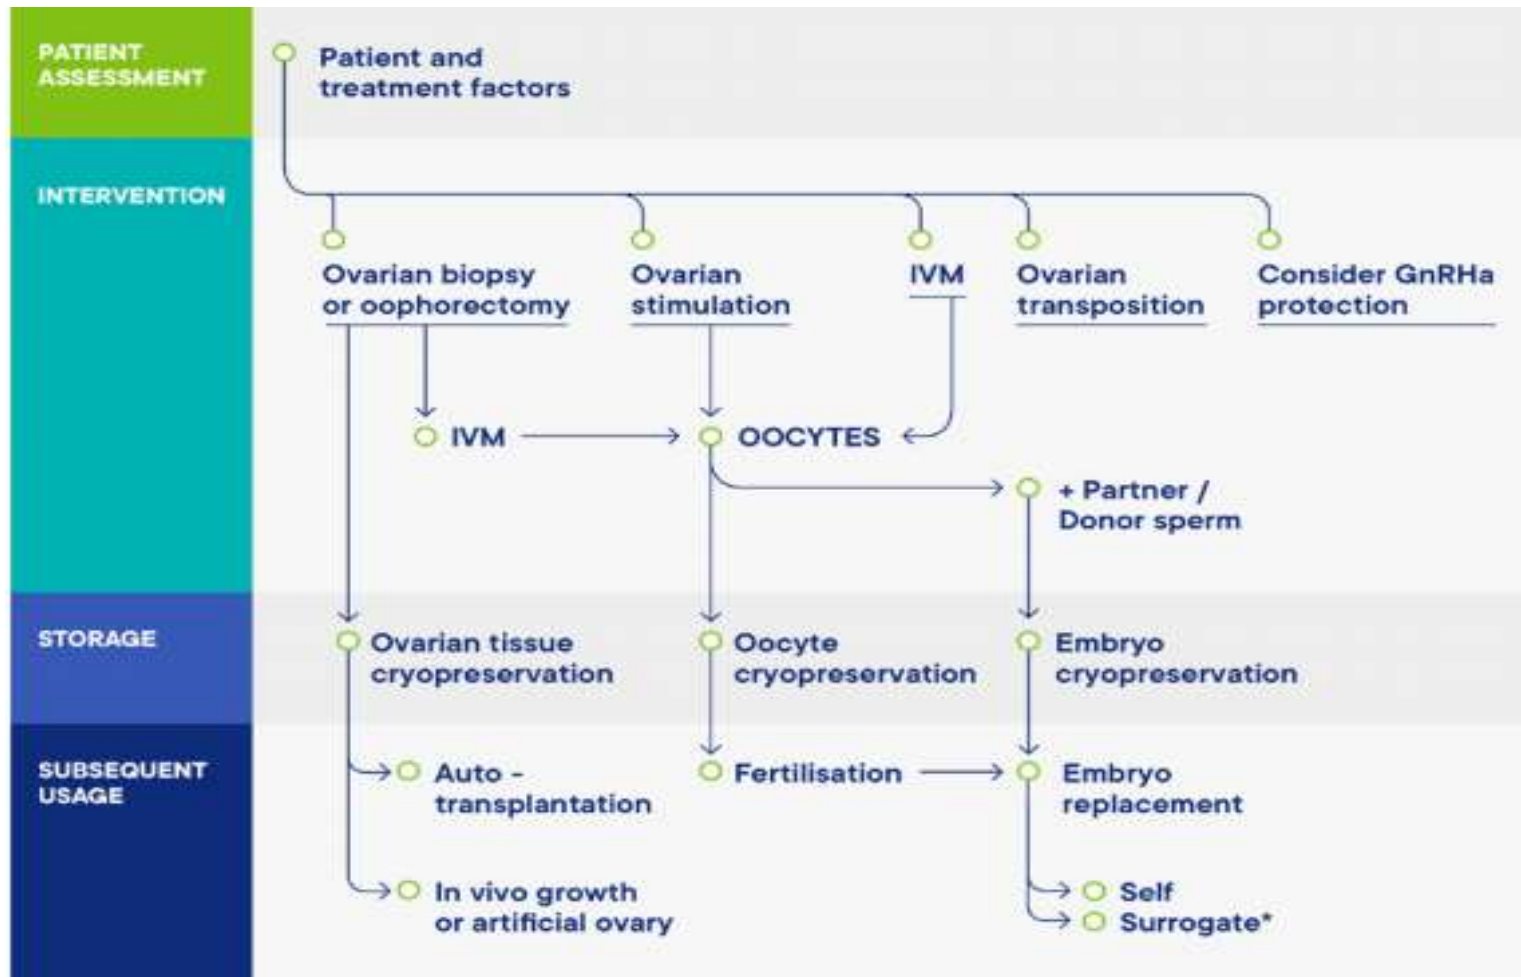 PATIENT
ASSESSMENT
Patient and
treatment factors
INTERVENTION
Ovarian biopsy
or oophorectomy
Ovarian
stimulation
IVM
Ovarian
transposition
Consider GnRHa
protection
IVM
OOCYTES
+ Partner /
Donor sperm
STORAGE
Ovarian tissue
cryopreservation
Oocyte
cryopreservation
Embryo
cryopreservation
SUBSEQUENT
USAGE
Auto -
transplantation
Fertilisation
Embryo
replacement
In vivo growth
or artificial ovary
Self
Surrogate*